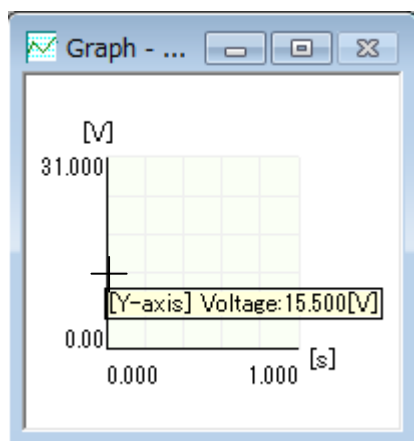 Graph - ...
[V]
31.000
[Y-axis] Voltage:15.500[V]
0.00
[s]
0.000 1.000